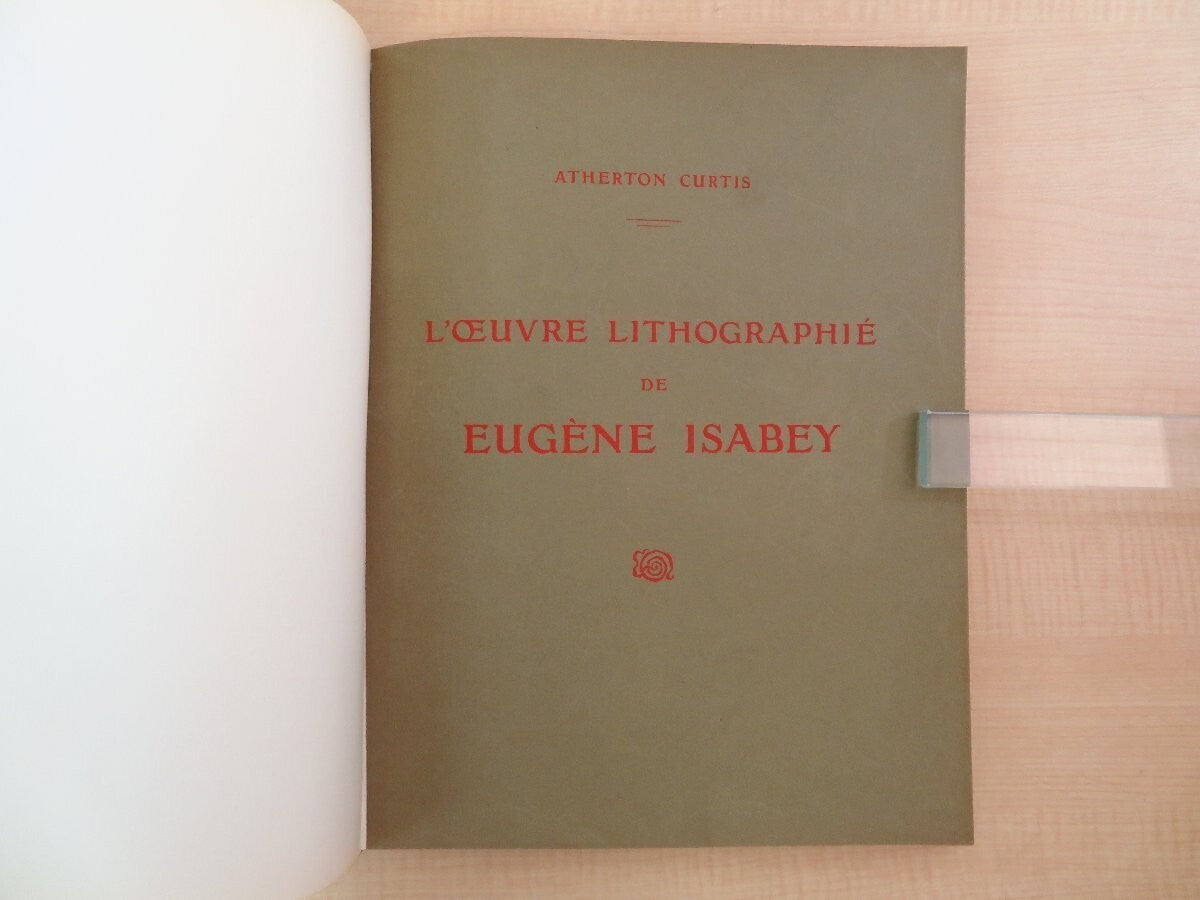 ATHERTON CURTIS
L'ŒUVRE LITHOGRAPHIÉ
DE
EUGÈNE ISABEY